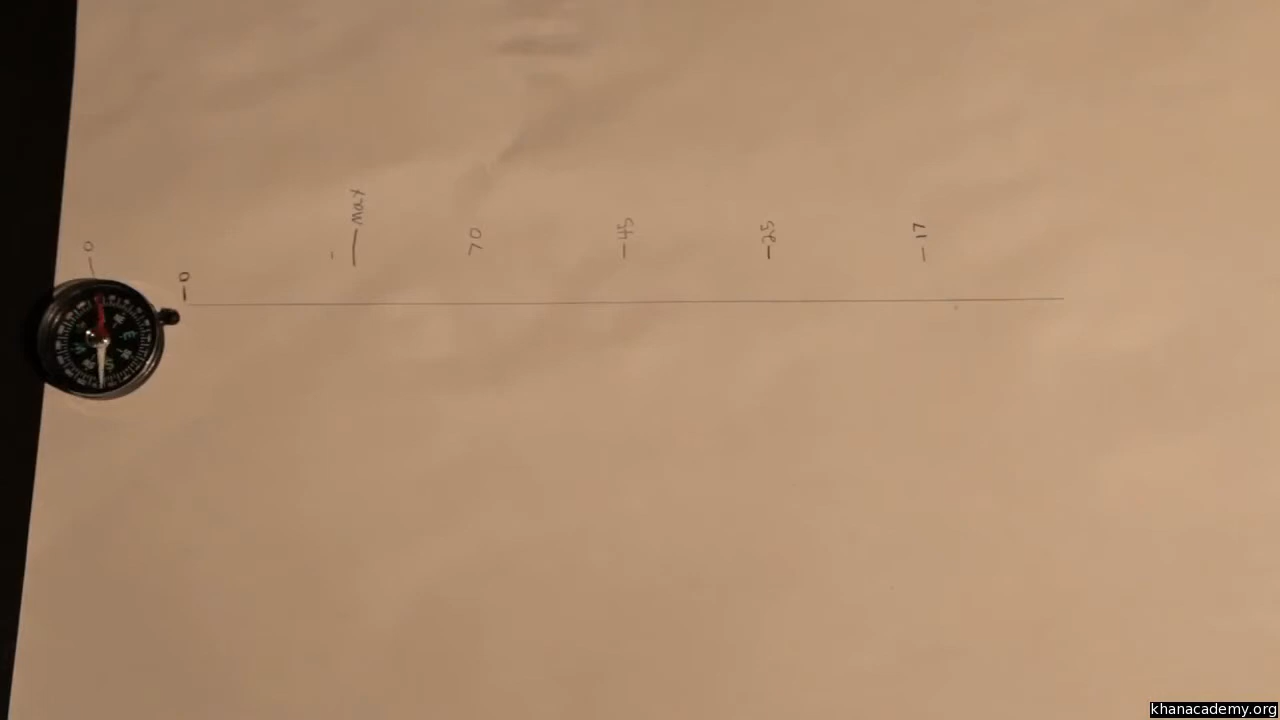 —0
—0
— max
70
—45
—25
—17
E
S
khanacademy.org